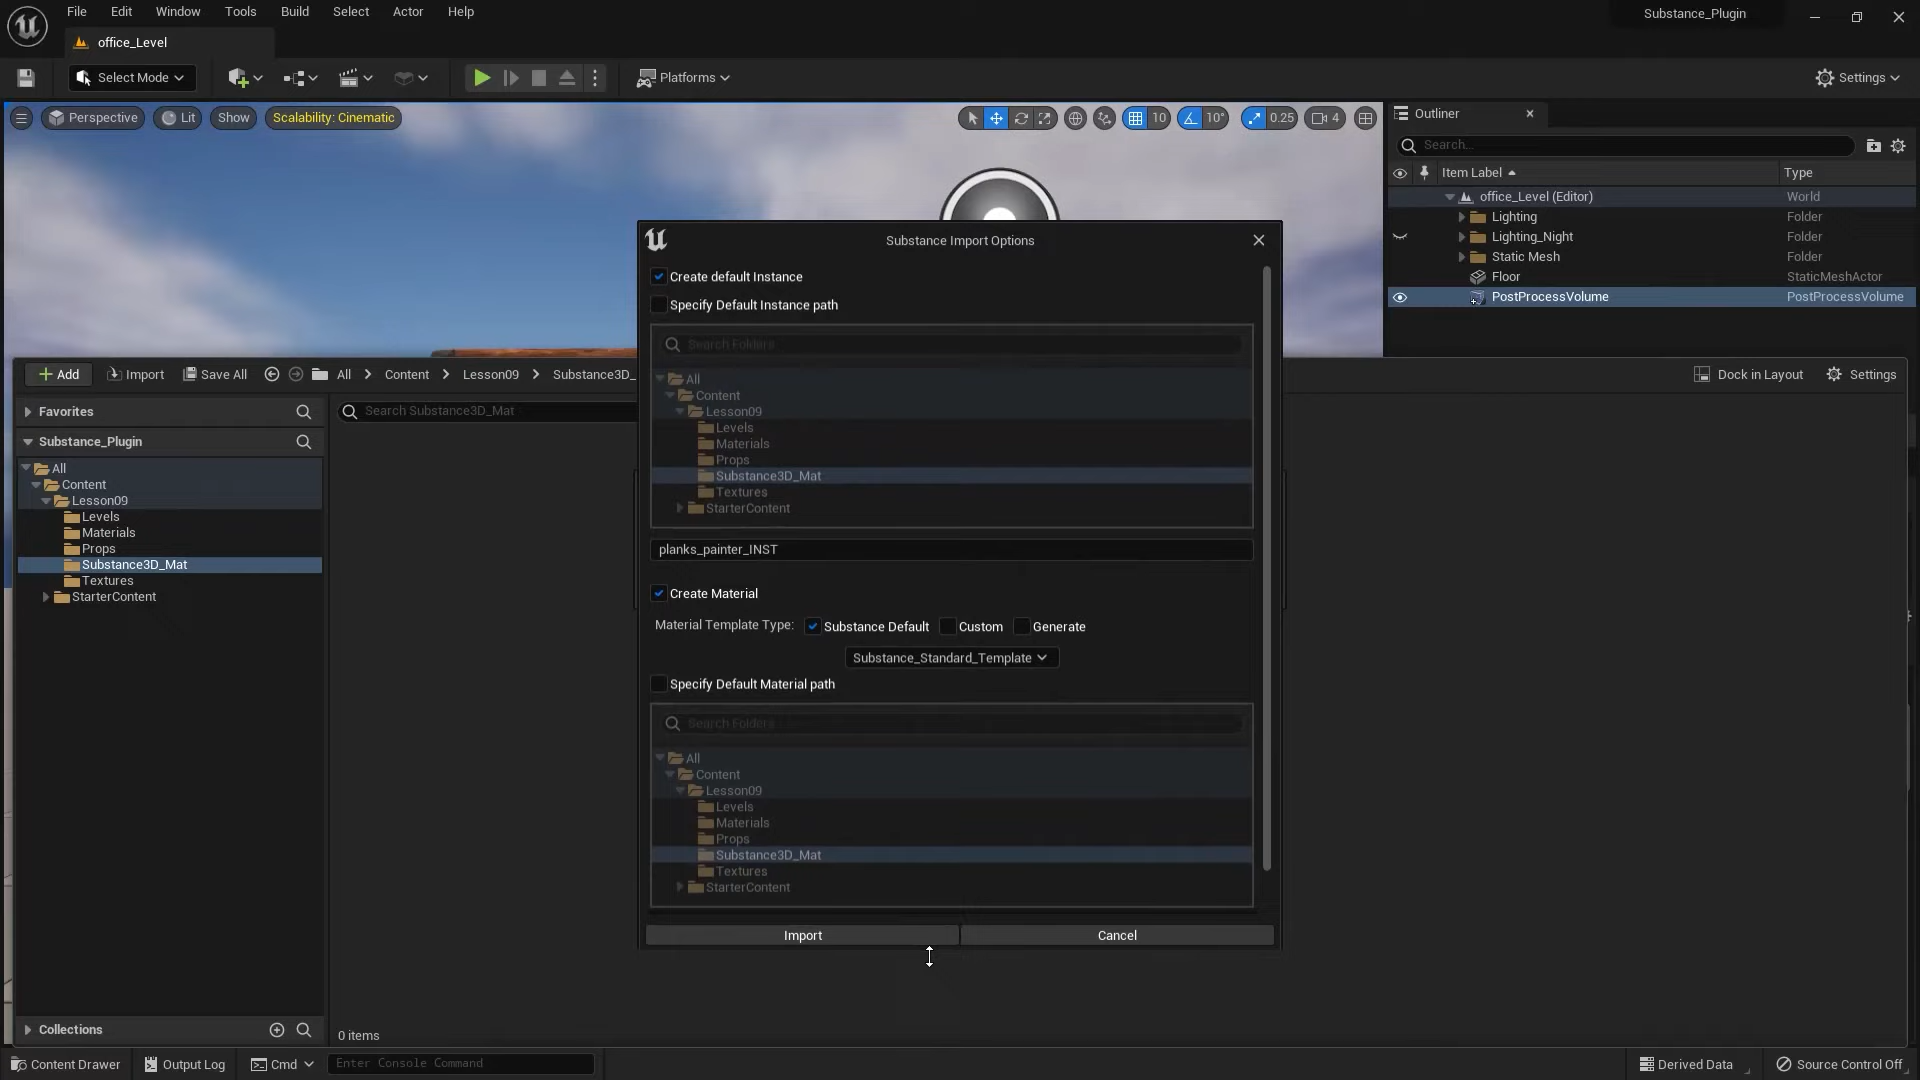 File Edit Window Tools Build Select Actor Help Substance_Plugin
office_Level
Select Mode Platforms Settings
Perspective Lit Show Scalability: Cinematic 10 10° 0.25 4 Outliner
Search...
Item Label Type
office_Level (Editor) World
Lighting Folder
Lighting_Night Folder
Static Mesh Folder
Floor StaticMeshActor
PostProcessVolume PostProcessVolume
Add Import Save All All Content Lesson09 Substance3D_ Dock in Layout Settings
Favorites Search Substance3D_Mat
Substance_Plugin
All
Content
Lesson09
Levels
Materials
Props
Substance3D_Mat
Textures
StarterContent
Collections
0 items
Substance Import Options
Create default Instance
Specify Default Instance path
Search Folders
All
Content
Lesson09
Levels
Materials
Props
Substance3D_Mat
Textures
StarterContent
planks_painter_INST
Create Material
Material Template Type: Substance Default Custom Generate
Substance_Standard_Template
Specify Default Material path
Search Folders
All
Content
Lesson09
Levels
Materials
Props
Substance3D_Mat
Textures
StarterContent
Import Cancel
Content Drawer Output Log Cmd Enter Console Command Derived Data Source Control Off